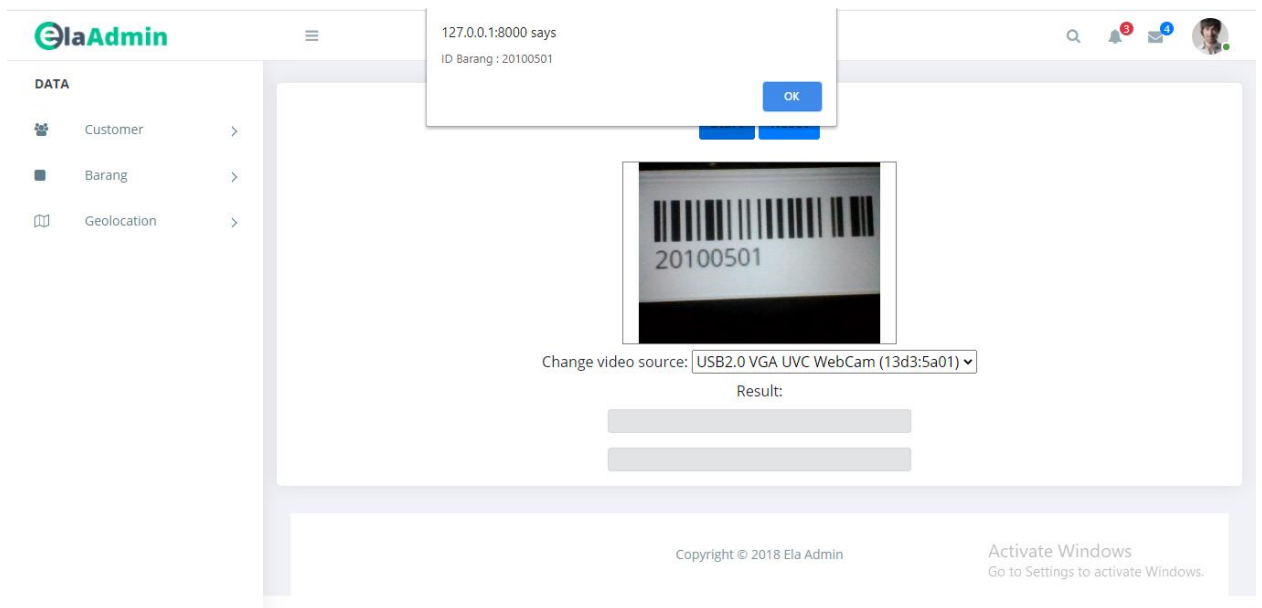 ElaAdmin
3
4
127.0.0.1:8000 says
ID Barang : 20100501
OK
DATA
Customer
Barang
Geolocation
20100501
Change video source: USB2.0 VGA UVC WebCam (13d3:5a01)
Result:
Copyright © 2018 Ela Admin
Activate Windows
Go to Settings to activate Windows.